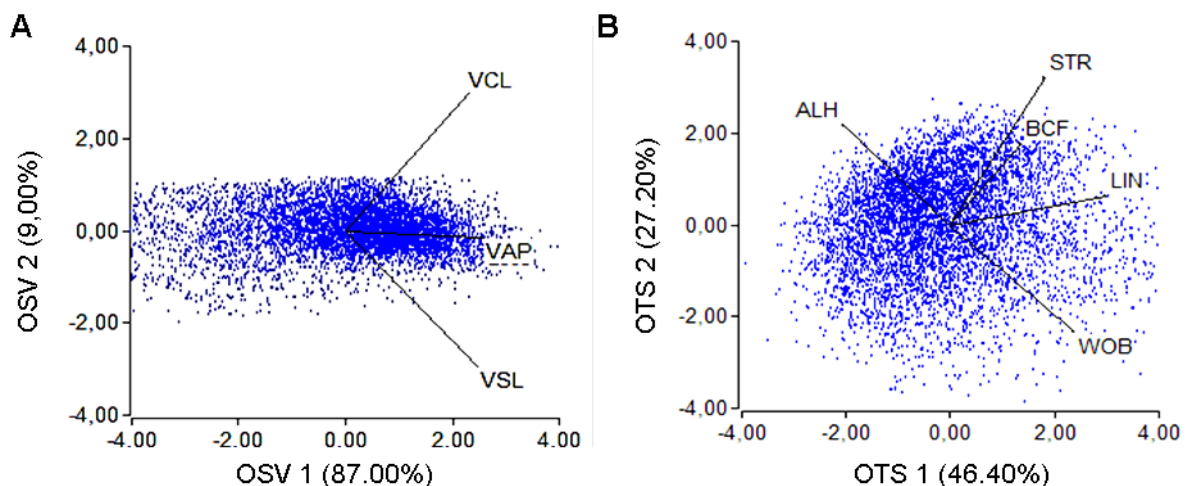 A
4,00
2,00
0,00
-2,00
-4,00
OSV 2 (9,00%)
VCL
VAP
VSL
-4.00
-2.00
0.00
2.00
4.00
OSV 1 (87.00%)
B
4,00
2,00
0,00
-2,00
-4,00
OTS 2 (27.20%)
STR
ALH
BCF
LIN
WOB
-4.00
-2.00
0.00
2.00
4.00
OTS 1 (46.40%)